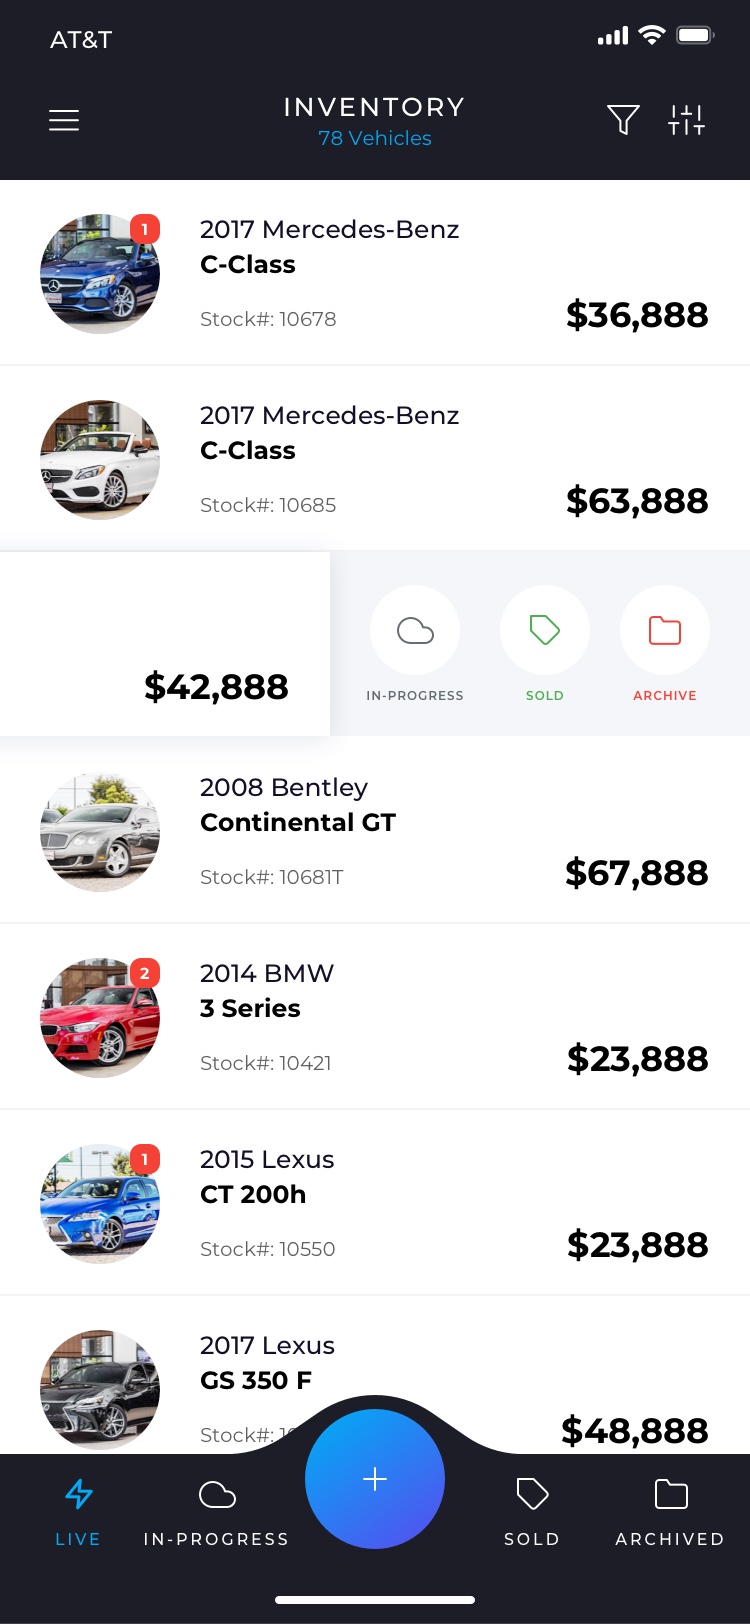 AT&T
INVENTORY
78 Vehicles
1
2017 Mercedes-Benz
C-Class
Stock#: 10678
$36,888
2017 Mercedes-Benz
C-Class
Stock#: 10685
$63,888
$42,888
IN-PROGRESS
SOLD
ARCHIVE
2008 Bentley
Continental GT
Stock#: 10681T
$67,888
2
2014 BMW
3 Series
Stock#: 10421
$23,888
1
2015 Lexus
CT 200h
Stock#: 10550
$23,888
2017 Lexus
GS 350 F
Stock#:
$48,888
LIVE
IN-PROGRESS
SOLD
ARCHIVED